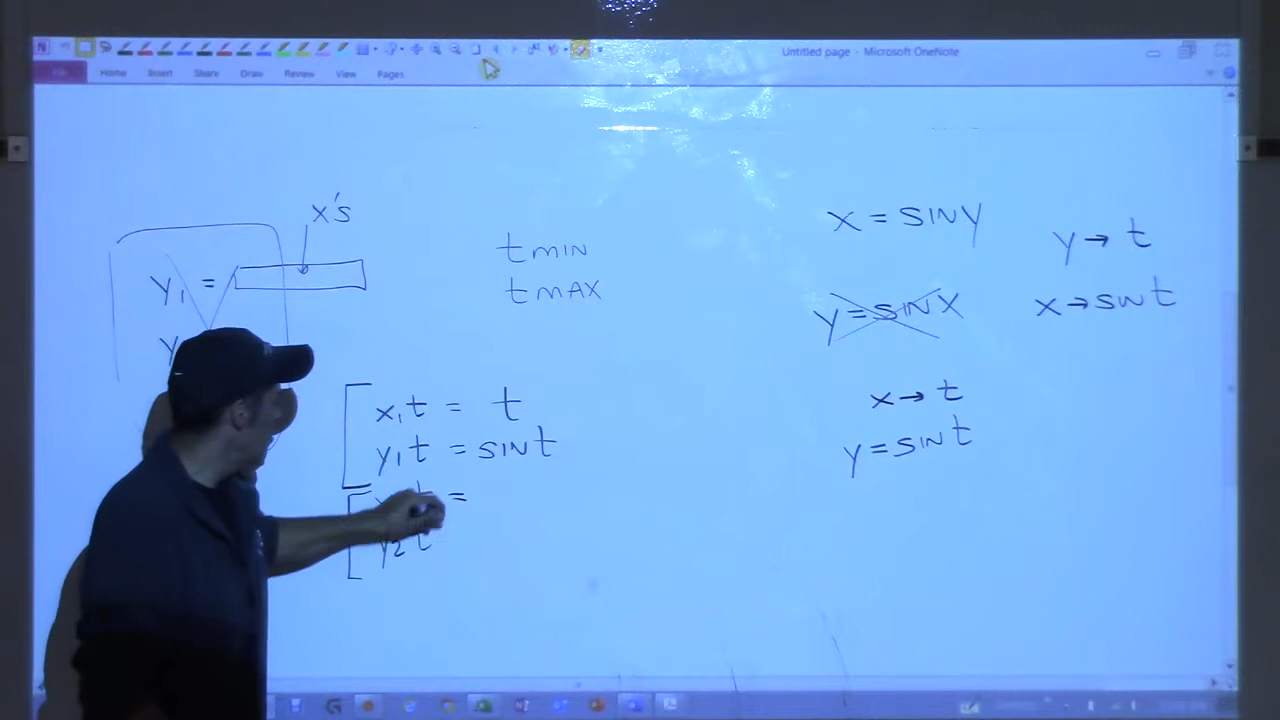 Untitled page - Microsoft OneNote
File Home Insert Share Draw Review View Pages
x's
y₁ =
y
t MIN
t MAX
x₁t = t
y₁t = SIN t
t =
y₂t
x = SIN y
y → t
y = SIN x
x → SIN t
x → t
y = SIN t